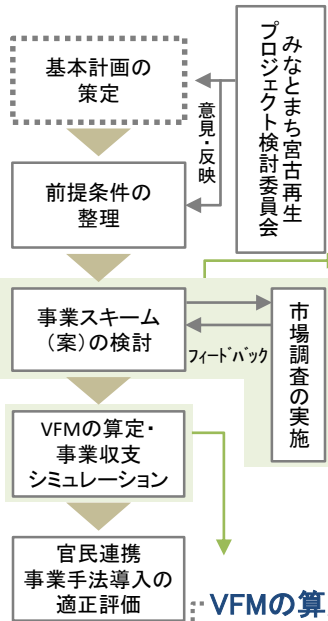 基本計画の
策定
みなとまち宮古再生
プロジェクト検討委員会
意見・反映
前提条件の
整理
事業スキーム
（案）の検討
ﾌｨｰﾄﾞﾊﾞｯｸ
市場調査の実施
VFMの算定・
事業収支
シミュレーション
官民連携
事業手法導入の
適正評価
VFMの算